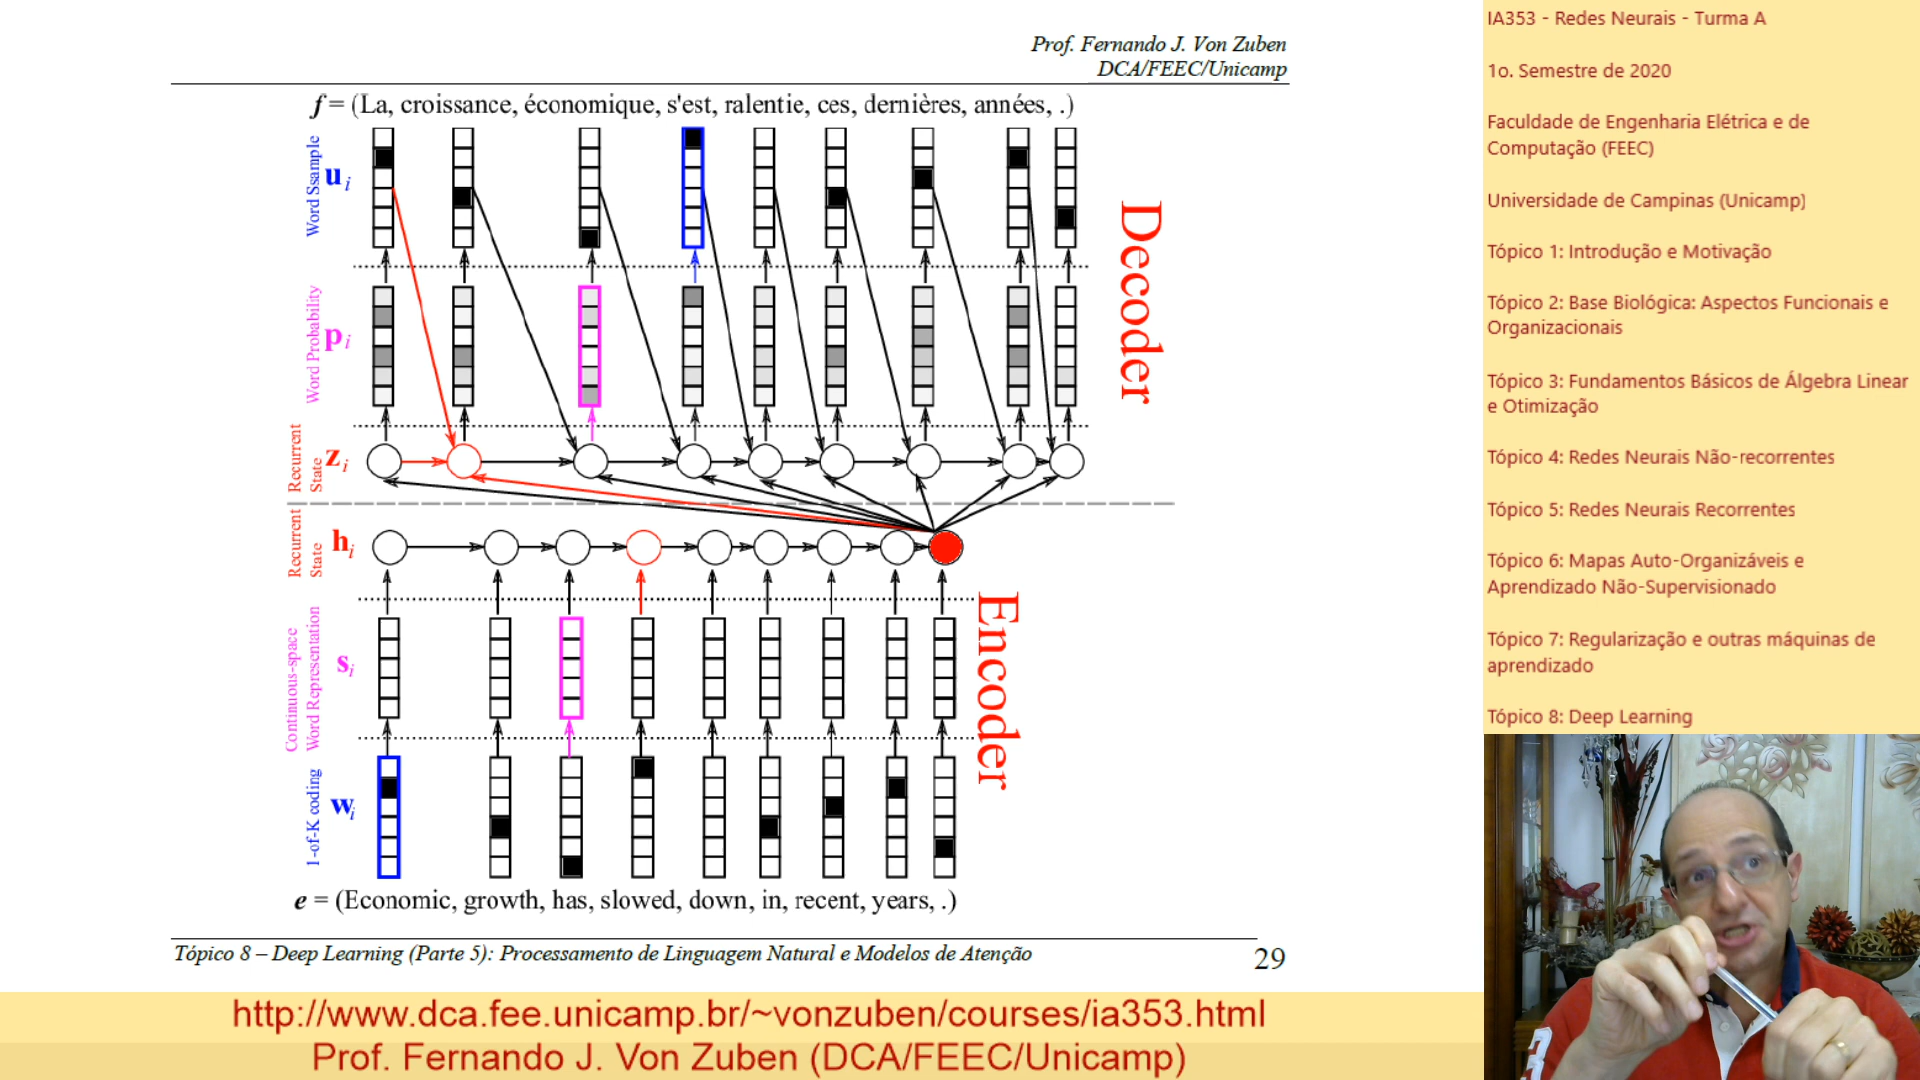 Prof. Fernando J. Von Zuben
DCA/FEEC/Unicamp
f = (La, croissance, économique, s'est, ralentie, ces, dernières, années, .)
Word Ssample
u i
Word Probability
p i
Recurrent
State
z i
Decoder
Recurrent
State
h i
Continuous-space
Word Representation
s i
Encoder
1-of-K coding
w i
e = (Economic, growth, has, slowed, down, in, recent, years, .)
Tópico 8 – Deep Learning (Parte 5): Processamento de Linguagem Natural e Modelos de Atenção
29
http://www.dca.fee.unicamp.br/~vonzuben/courses/ia353.html
Prof. Fernando J. Von Zuben (DCA/FEEC/Unicamp)
IA353 - Redes Neurais - Turma A
1o. Semestre de 2020
Faculdade de Engenharia Elétrica e de
Computação (FEEC)
Universidade de Campinas (Unicamp)
Tópico 1: Introdução e Motivação
Tópico 2: Base Biológica: Aspectos Funcionais e
Organizacionais
Tópico 3: Fundamentos Básicos de Álgebra Linear
e Otimização
Tópico 4: Redes Neurais Não-recorrentes
Tópico 5: Redes Neurais Recorrentes
Tópico 6: Mapas Auto-Organizáveis e
Aprendizado Não-Supervisionado
Tópico 7: Regularização e outras máquinas de
aprendizado
Tópico 8: Deep Learning